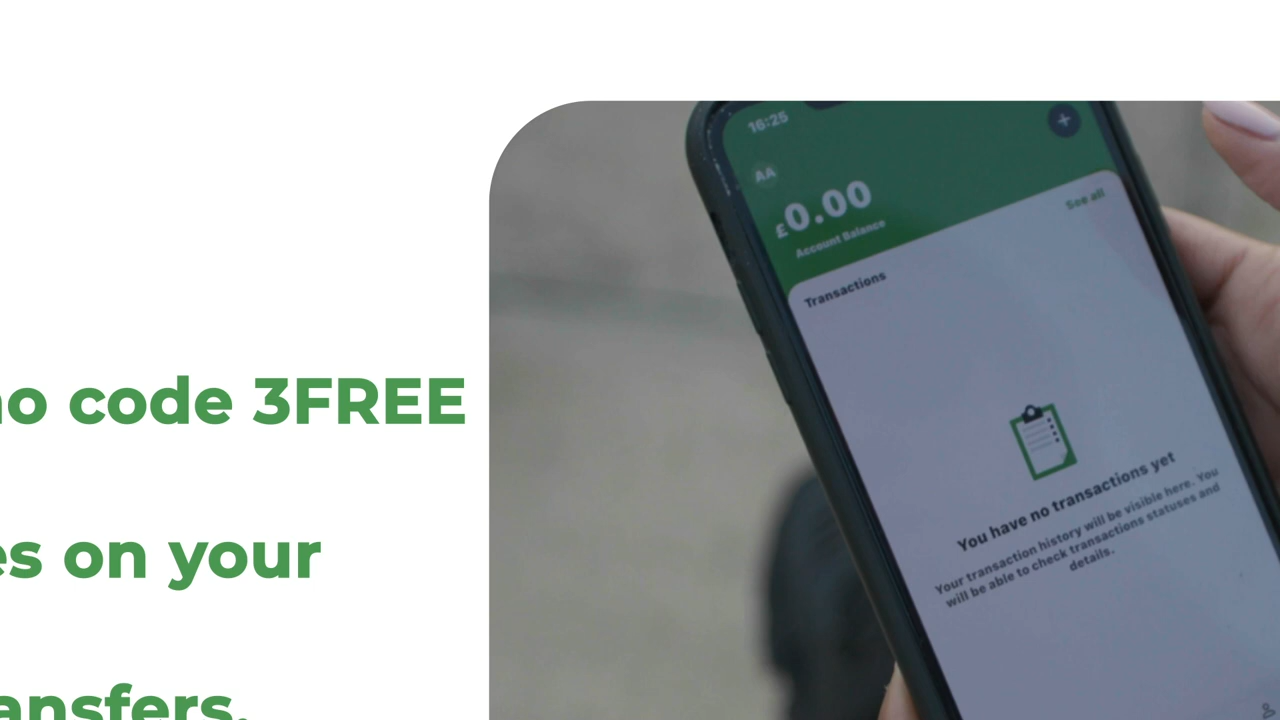 no code 3FREE
es on your
ansfers.
16:25
AA
£0.00
Account Balance
See all
Transactions
You have no transactions yet
Your transaction history will be visible here. You
will be able to check transactions statuses and
details.